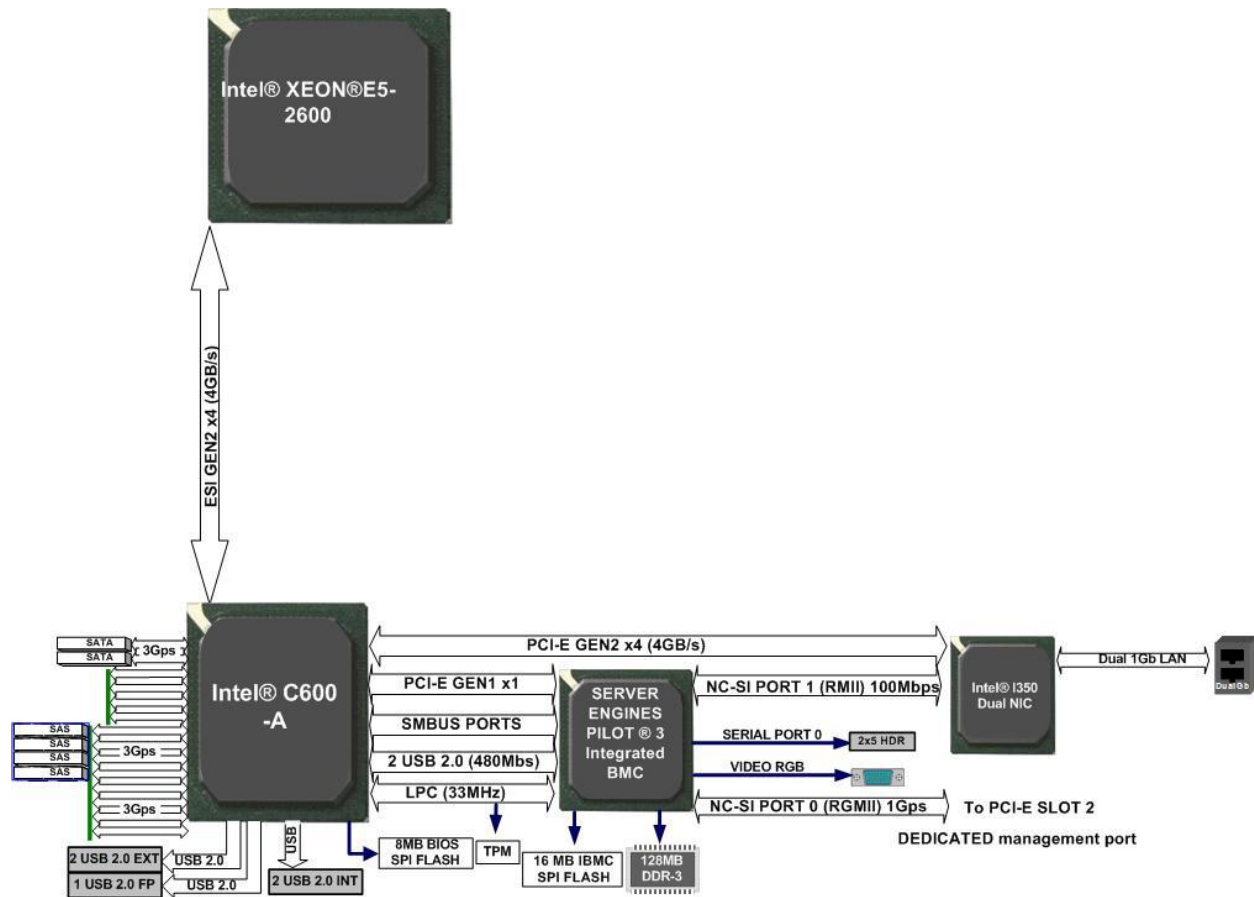 Intel® XEON®E5-
2600
ESI GEN2 x4 (4GB/s)
SATA
SATA
3Gps
Intel® C600
-A
SAS
SAS
SAS
SAS
3Gps
3Gps
PCI-E GEN2 x4 (4GB/s)
PCI-E GEN1 x1
SMBUS PORTS
2 USB 2.0 (480Mbs)
LPC (33MHz)
SERVER
ENGINES
PILOT ® 3
Integrated
BMC
NC-SI PORT 1 (RMII) 100Mbps
SERIAL PORT 0
2x5 HDR
VIDEO RGB
NC-SI PORT 0 (RGMII) 1Gps
To PCI-E SLOT 2
DEDICATED management port
Intel® I350
Dual NIC
Dual 1Gb LAN
Dual Gb
2 USB 2.0 EXT
USB 2.0
1 USB 2.0 FP
USB 2.0
USB
2 USB 2.0 INT
8MB BIOS
SPI FLASH
TPM
16 MB IBMC
SPI FLASH
128MB
DDR-3